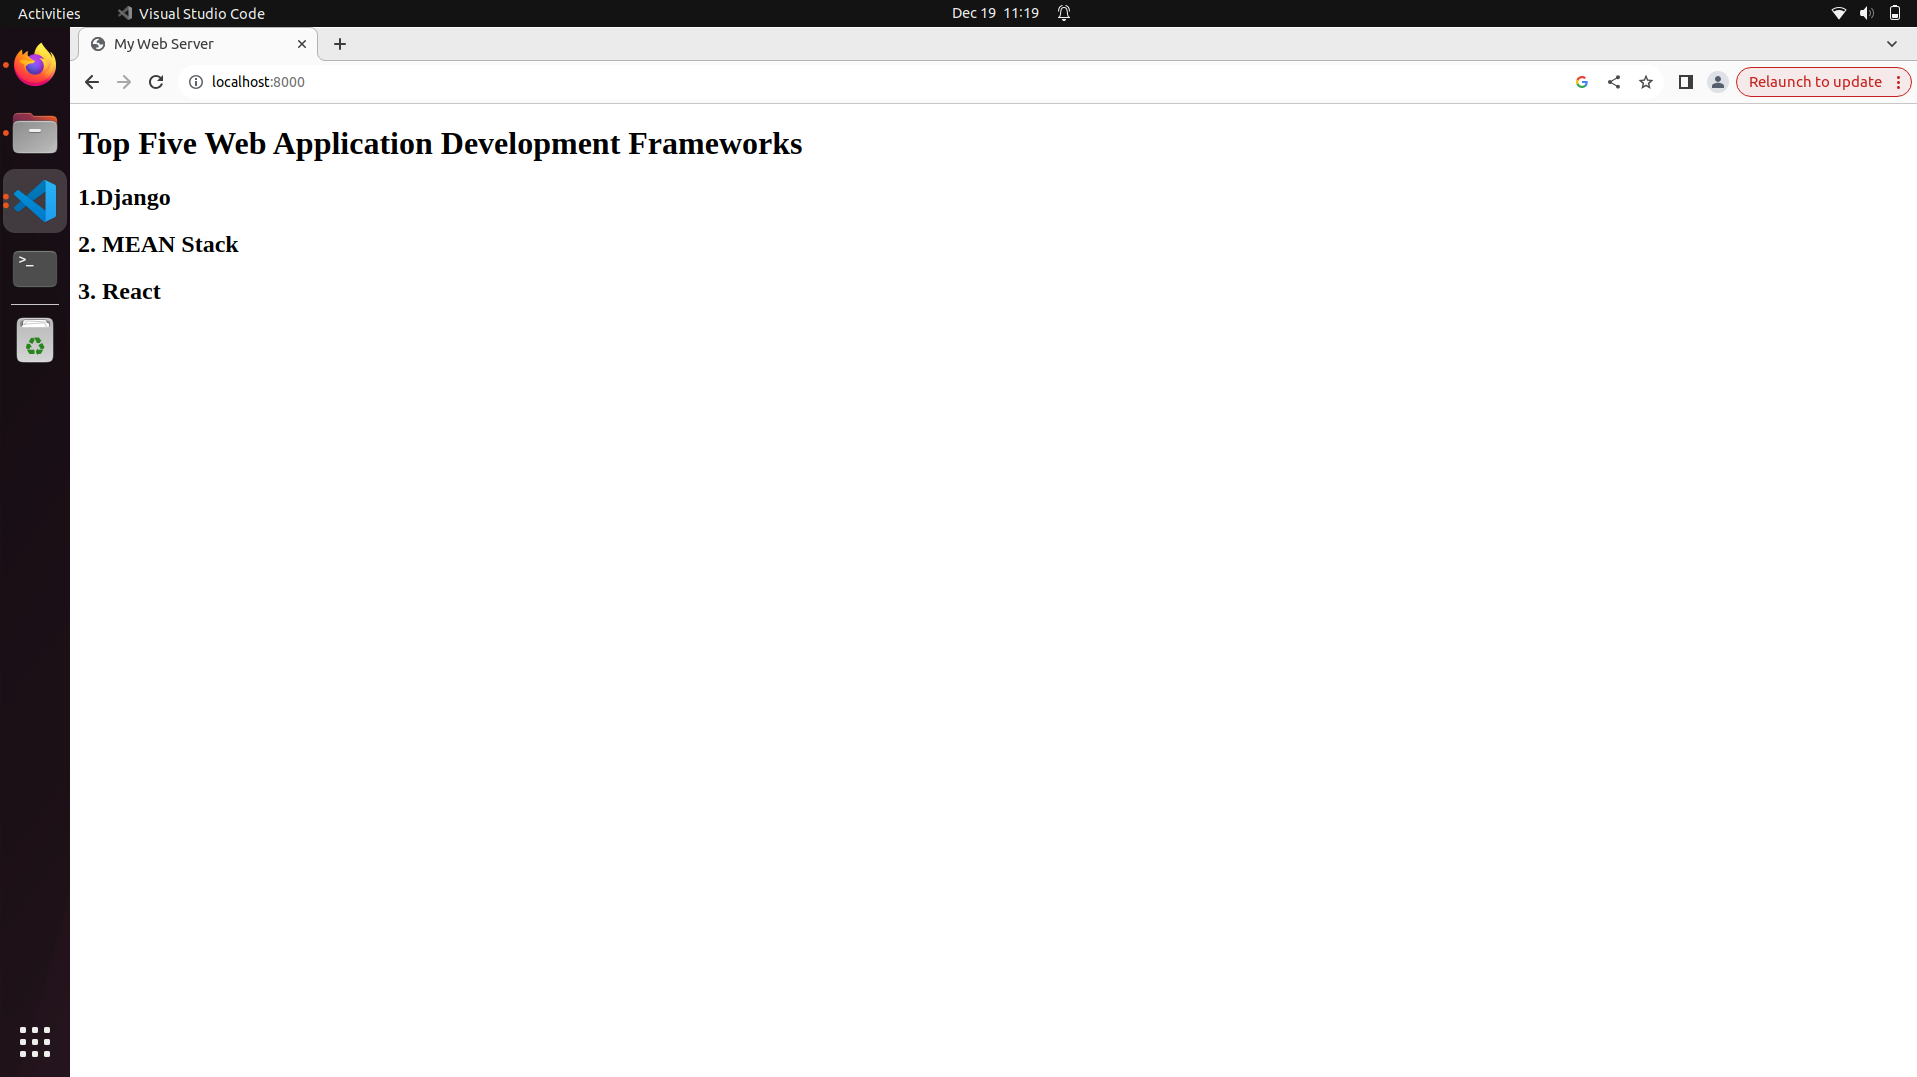 Activities Visual Studio Code Dec 19 11:19
My Web Server
localhost:8000 Relaunch to update
Top Five Web Application Development Frameworks
1.Django
2. MEAN Stack
3. React
>_